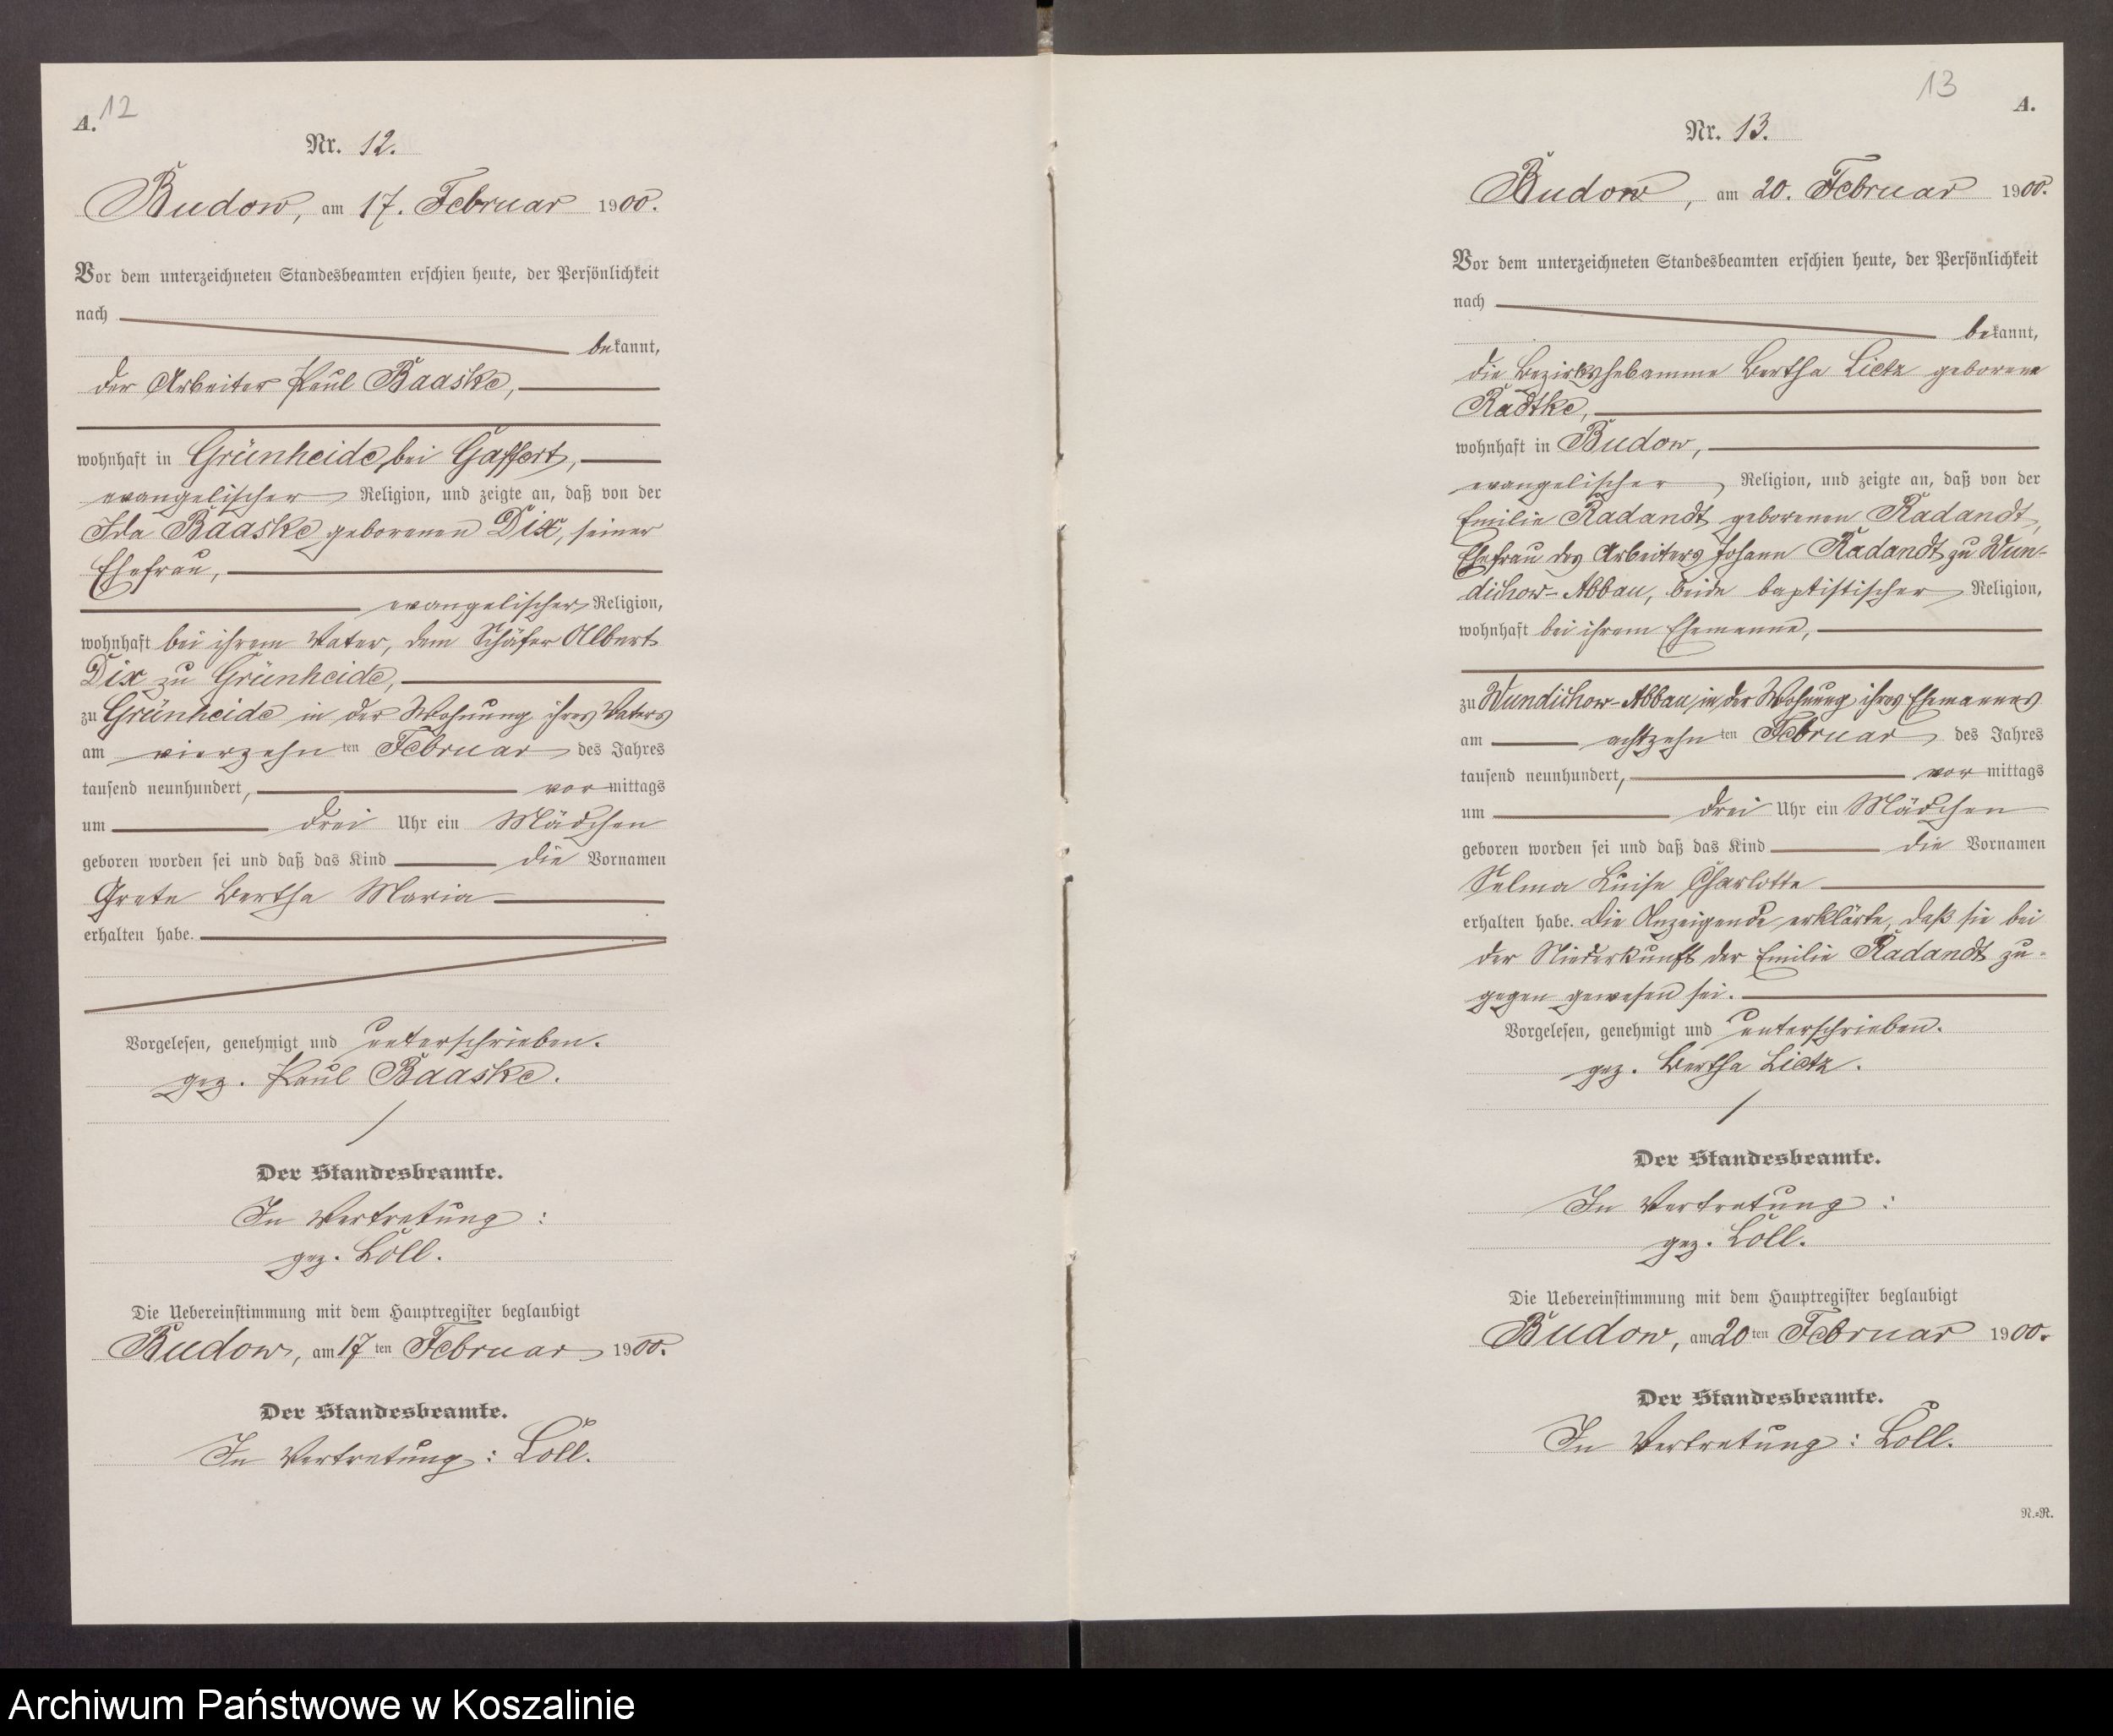 12
A.
Nr. 12.
Budow, am 17. Februar 1900.
Vor dem unterzeichneten Standesbeamten erschien heute, der Persönlichkeit
nach
bekannt,
der Arbeiter Paul Baaske,
wohnhaft in Grünheide bei Gaffert,
evangelischer Religion, und zeigte an, daß von der
Ida Baaske geborenen Dix, seiner
Ehefrau,
evangelischer Religion,
wohnhaft bei ihrem Vater, dem Schäfer Albert
Dix zu Grünheide,
zu Grünheide in der Wohnung ihres Vaters
am vierzehnten Februar des Jahres
tausend neunhundert, vormittags
um drei Uhr ein Mädchen
geboren worden sei und daß das Kind die Vornamen
Grete Bertha Maria
erhalten habe.
Vorgelesen, genehmigt und unterschrieben.
gez. Paul Baaske.
Der Standesbeamte.
In Vertretung:
gez. Löll.
Die Uebereinstimmung mit dem Hauptregister beglaubigt
Budow, am 17ten Februar 1900.
Der Standesbeamte.
In Vertretung: Löll.
13
A.
Nr. 13.
Budow, am 20. Februar 1900.
Vor dem unterzeichneten Standesbeamten erschien heute, der Persönlichkeit
nach
bekannt,
die Bezirkshebamme Bertha Lietz geborene
Radtke,
wohnhaft in Budow,
evangelischer Religion, und zeigte an, daß von der
Emilie Radandt geborenen Radandt,
Ehefrau des Arbeiters Johann Radandt zu Wun-
dichow-Abbau, beide baptistischer Religion,
wohnhaft bei ihrem Ehemanne,
zu Wundichow-Abbau in der Wohnung ihres Ehemannes
am achtzehnten Februar des Jahres
tausend neunhundert, vormittags
um drei Uhr ein Mädchen
geboren worden sei und daß das Kind die Vornamen
Selma Luise Charlotte
erhalten habe. Die Anzeigende erklärte, daß sie bei
der Niederkunft der Emilie Radandt zu-
gegen gewesen sei.
Vorgelesen, genehmigt und unterschrieben.
gez. Bertha Lietz.
Der Standesbeamte.
In Vertretung:
gez. Löll.
Die Uebereinstimmung mit dem Hauptregister beglaubigt
Budow, am 20ten Februar 1900.
Der Standesbeamte.
In Vertretung: Löll.
N.=R.
Archiwum Państwowe w Koszalinie